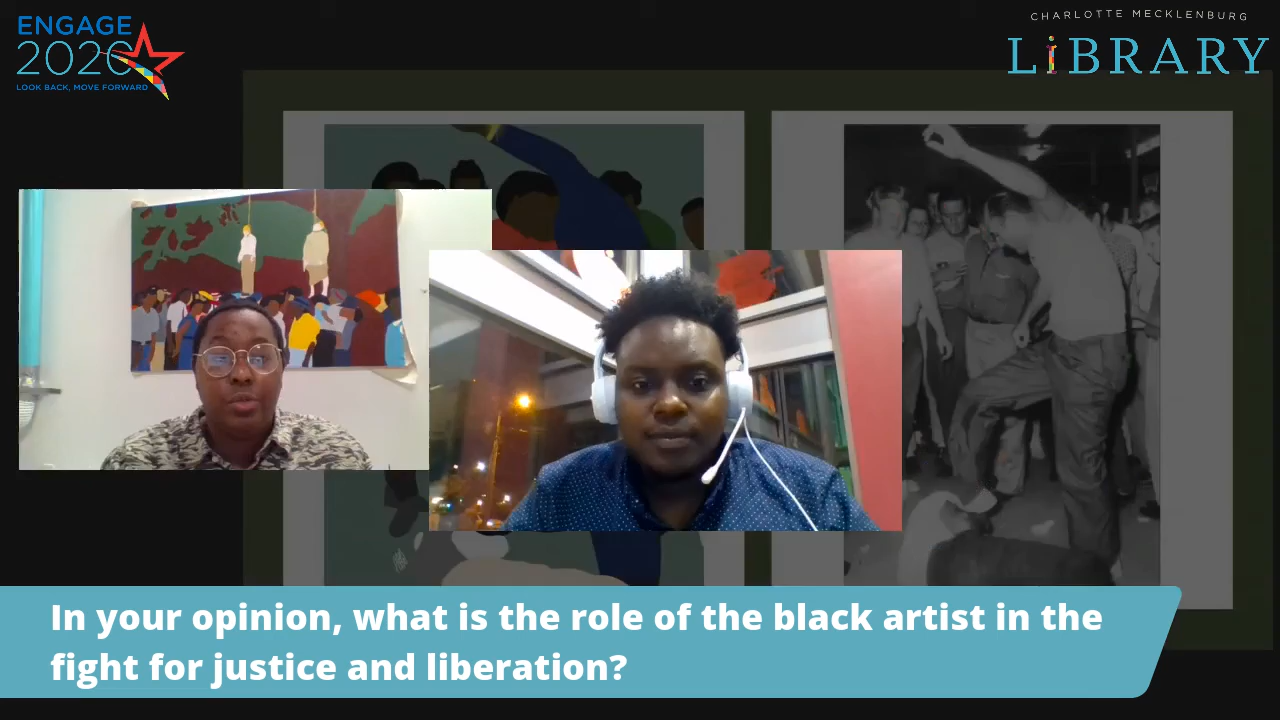 ENGAGE
2020
LOOK BACK, MOVE FORWARD
CHARLOTTE MECKLENBURG
LiBRARY
In your opinion, what is the role of the black artist in the
fight for justice and liberation?